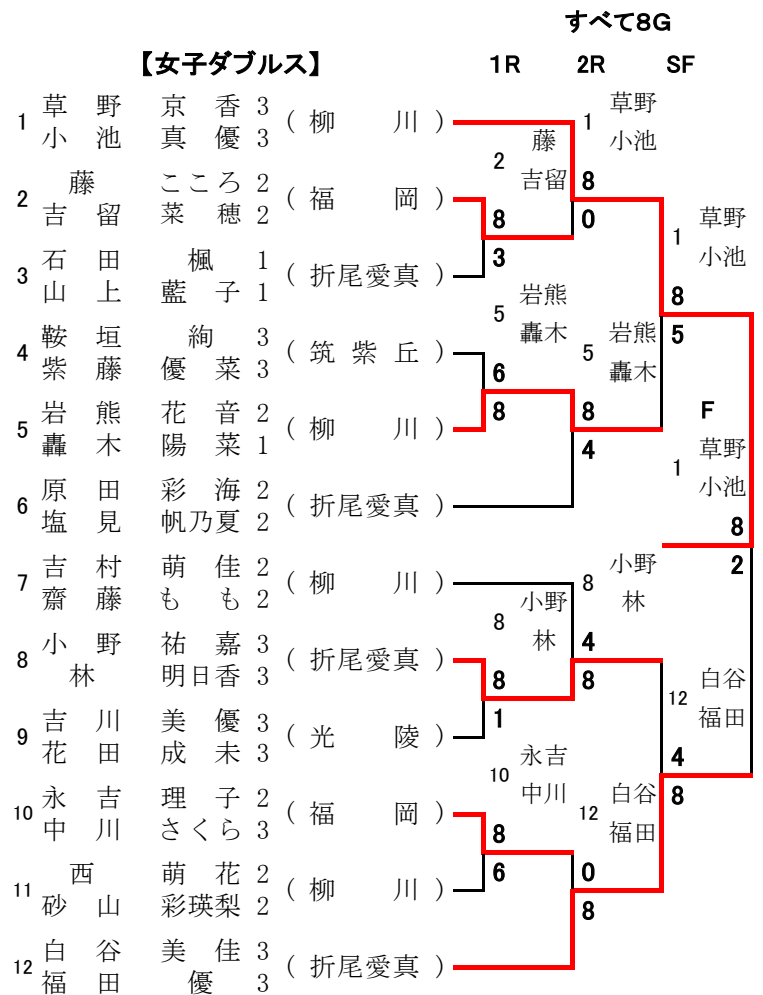 すべて8G
【女子ダブルス】 1R 2R SF
1 草野 京香 3 (柳川)
小池 真優 3
2 藤 こころ 2 (福岡)
吉留 菜穂 2
3 石田 楓 1 (折尾愛真)
山上 藍子 1
4 鞍垣 絢 3 (筑紫丘)
紫藤 優菜 3
5 岩熊 花音 2 (柳川)
轟木 陽菜 1
6 原田 彩海 2 (折尾愛真)
塩見 帆乃夏 2
7 吉村 萌佳 2 (柳川)
齋藤 もも 2
8 小野 祐嘉 3 (折尾愛真)
林 明日香 3
9 吉川 美優 3 (光陵)
花田 成未 3
10 永吉 理子 2 (福岡)
中川 さくら 3
11 西 萌花 2 (柳川)
砂山 彩瑛梨 2
12 白谷 美佳 3 (折尾愛真)
福田 優 3
2 藤
吉留
8
3
5 岩熊
轟木
6
8
8 小野
林
8
1
10 永吉
中川
8
6
1 草野
小池
8
0
5 岩熊
轟木
8
4
8 小野
林
4
8
12 白谷
福田
0
8
1 草野
小池
8
5
12 白谷
福田
4
8
F
1 草野
小池
8
2